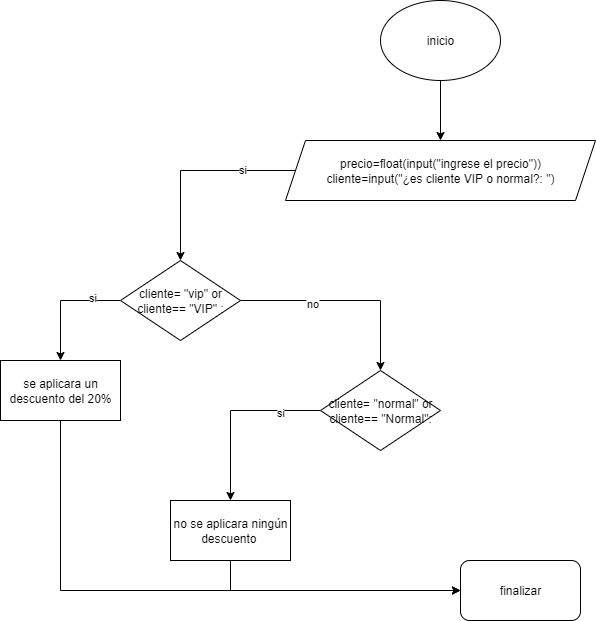 inicio
precio=float(input("ingrese el precio"))
cliente=input("¿es cliente VIP o normal?: ")
si
cliente= "vip" or
cliente== "VIP" :
si
no
se aplicara un
descuento del 20%
cliente= "normal" or
cliente== "Normal":
si
no se aplicara ningún
descuento
finalizar